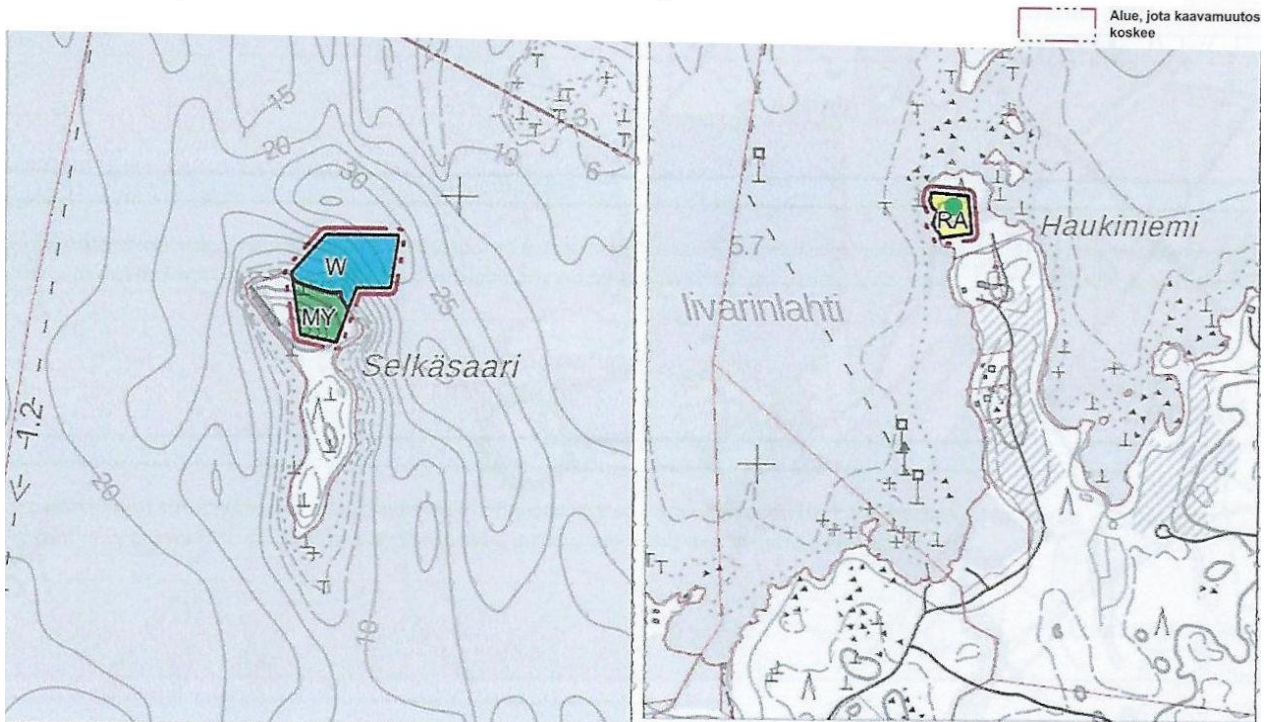 Alue, jota kaavamuutos
koskee
15
20
30
3
10
6
W
MY
25
Selkäsaari
1.2
20
10
RA
Haukiniemi
5.7
Iivarinlahti